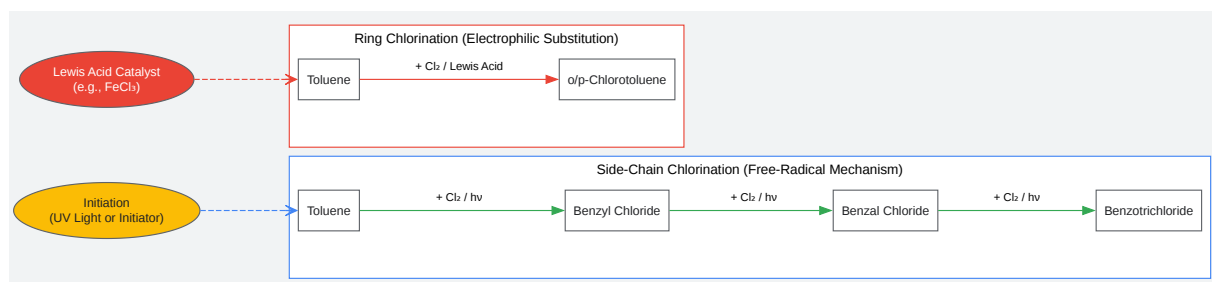 Ring Chlorination (Electrophilic Substitution)
Lewis Acid Catalyst
(e.g., FeCl₃)
Toluene
+ Cl₂ / Lewis Acid
o/p-Chlorotoluene
Side-Chain Chlorination (Free-Radical Mechanism)
Initiation
(UV Light or Initiator)
Toluene
+ Cl₂ / hν
Benzyl Chloride
+ Cl₂ / hν
Benzal Chloride
+ Cl₂ / hν
Benzotrichloride